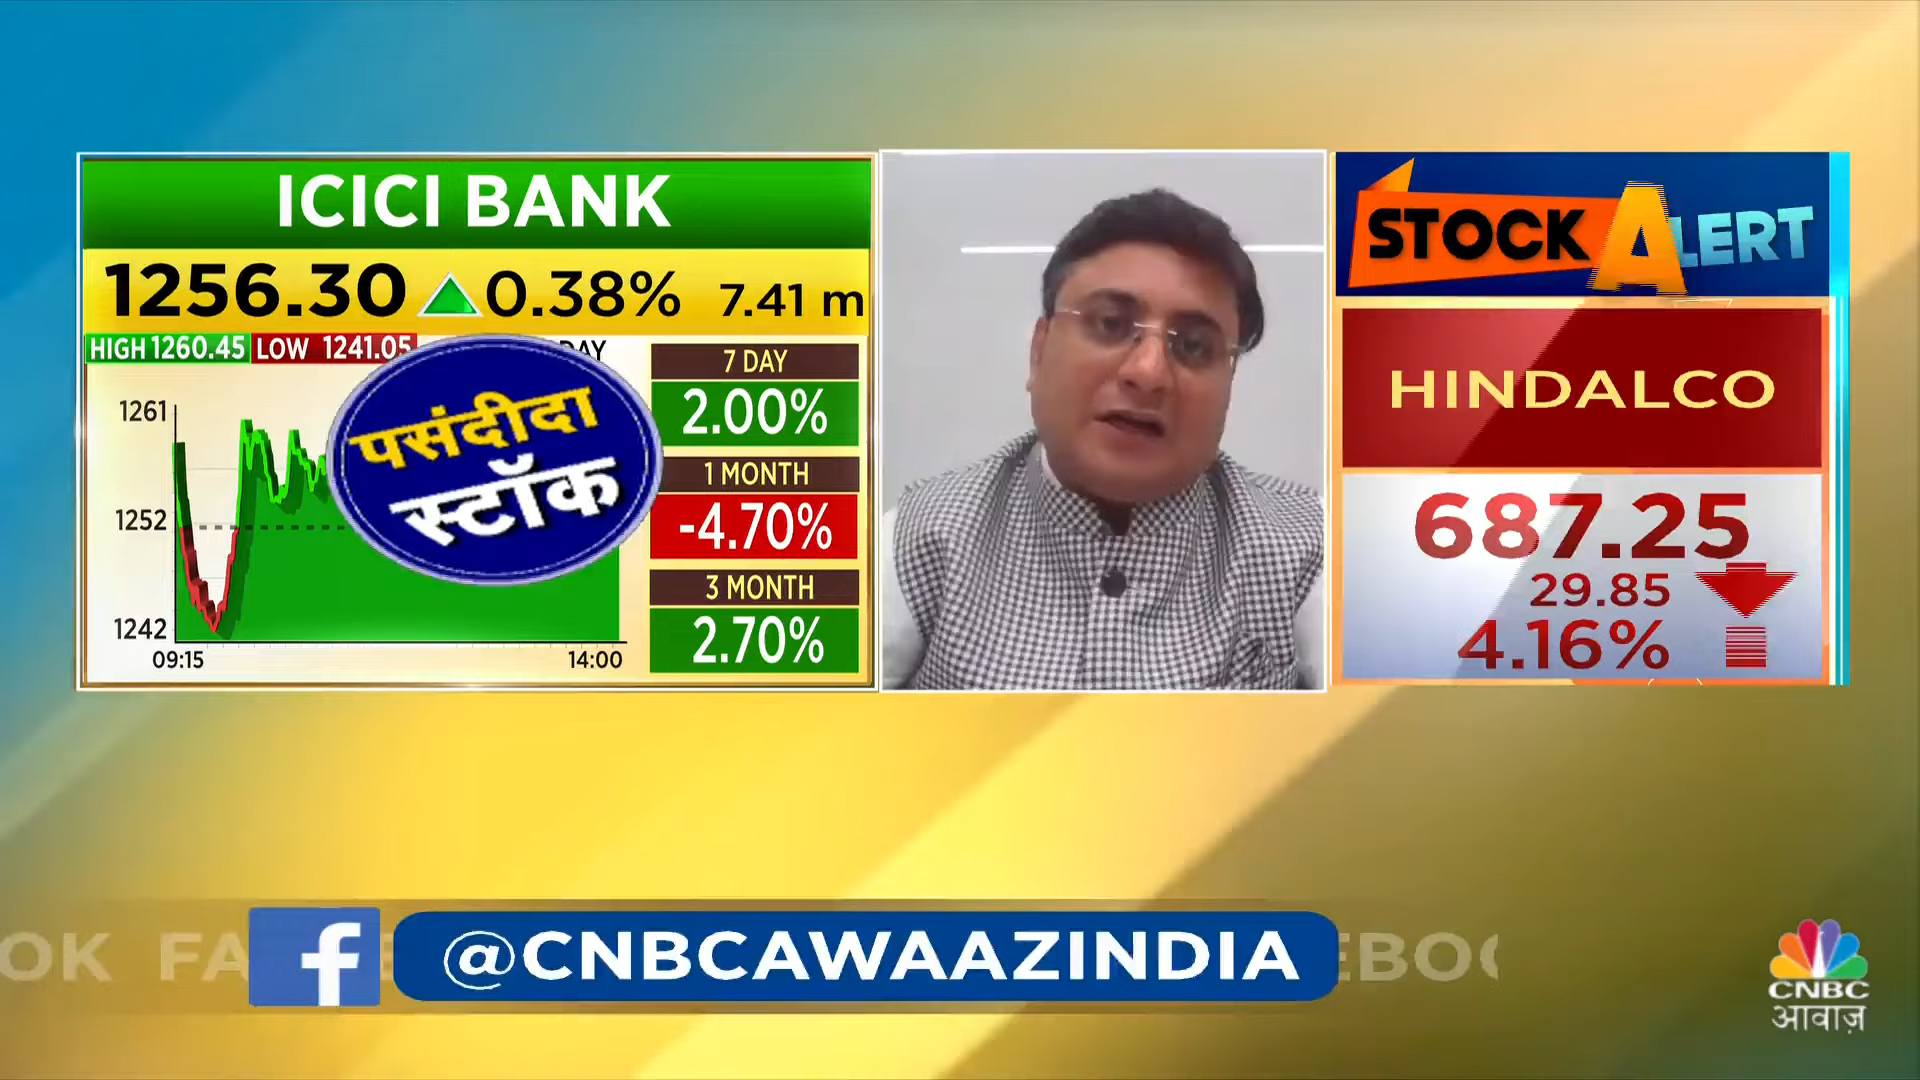 ICICI BANK
1256.30 0.38% 7.41 m
HIGH 1260.45 LOW 1241.05
1261
1252
1242
09:15 14:00
पसंदीदा
स्टॉक
7 DAY
2.00%
1 MONTH
-4.70%
3 MONTH
2.70%
STOCK ALERT
HINDALCO
687.25
29.85
4.16%
@CNBCAWAAZINDIA
CNBC
आवाज़